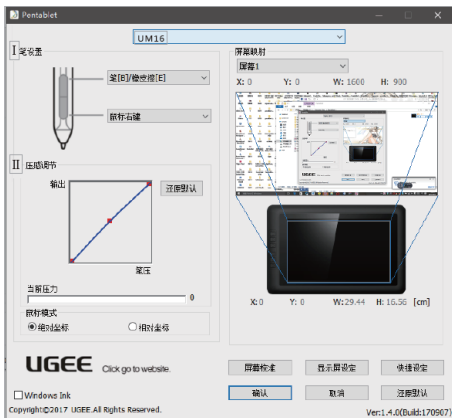 Pentablet
UM16
I 笔设置
笔[B]/橡皮擦[E]
鼠标右键
II 压感调节
输出
还原默认
笔压
当前压力
0
鼠标模式
绝对坐标
相对坐标
UGEE Click go to website.
Windows Ink
Copyright©2017 UGEE.All Rights Reserved.
屏幕映射
屏幕1
X: 0 Y: 0 W: 1600 H: 900
UGEE
X: 0 Y: 0 W:29.44 H:16.56 [cm]
屏幕校准 显示屏设定 快捷设定
确认 取消 还原默认
Ver:1.4.0(Build:170907)